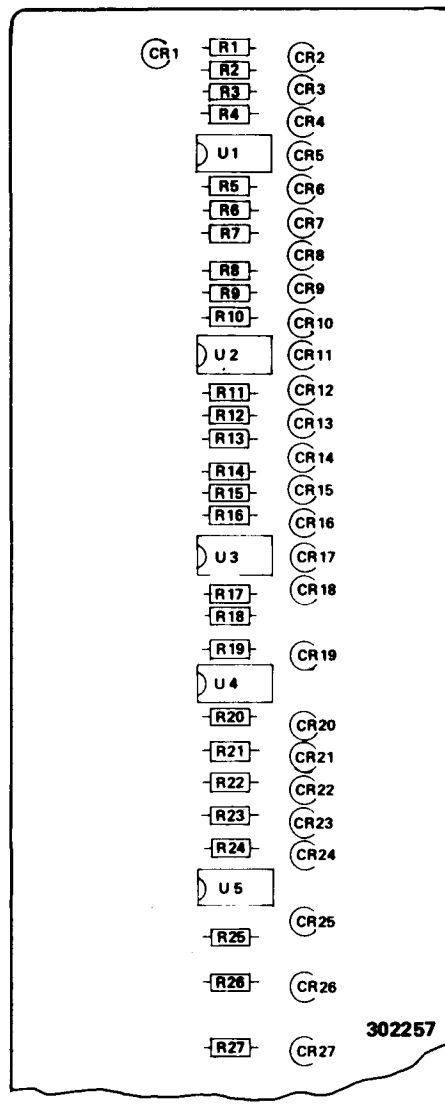 CR1 R1 CR2
R2
R3 CR3
R4 CR4
U1 CR5
R5 CR6
R6
R7 CR7
CR8
R8
R9 CR9
R10 CR10
U2 CR11
R11 CR12
R12
R13 CR13
CR14
R14
R15 CR15
R16 CR16
U3 CR17
R17 CR18
R18
R19 CR19
U4
R20 CR20
R21 CR21
R22 CR22
R23 CR23
R24 CR24
U5
CR25
R25
R26 CR26
302257
R27 CR27